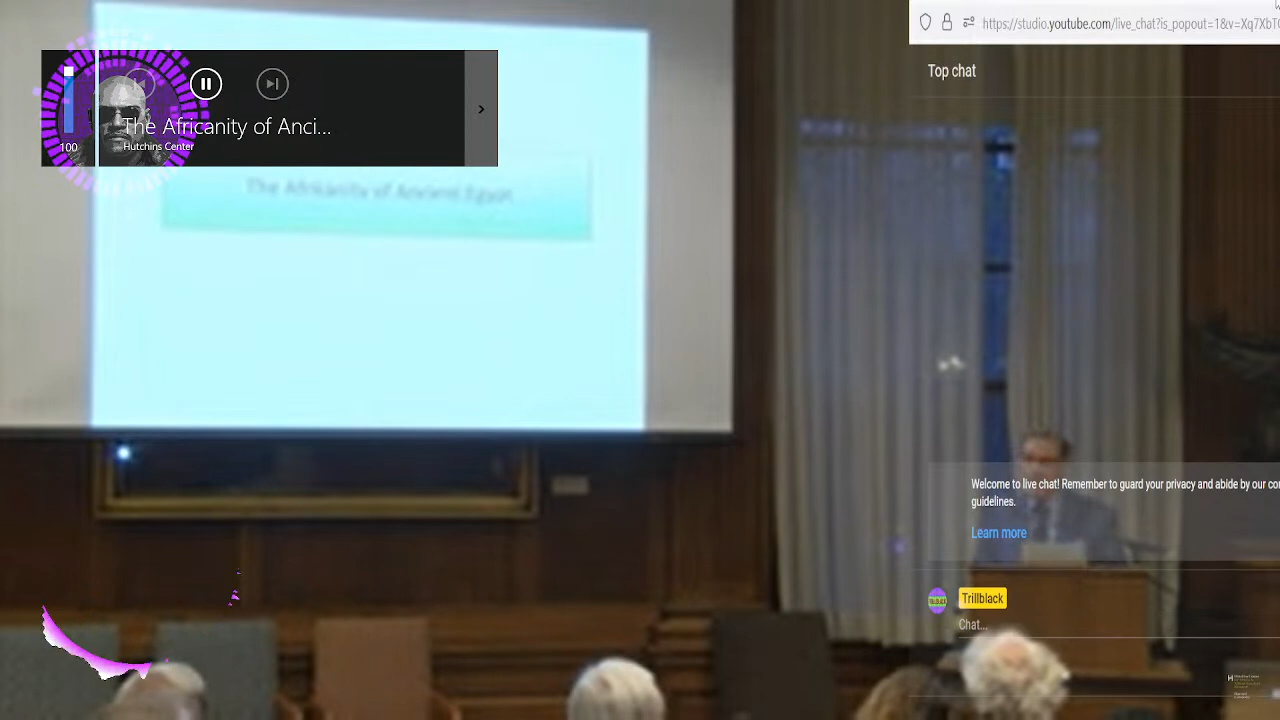 https://studio.youtube.com/live_chat?is_popout=1&v=Xq7Xb
Top chat
The Africanity of Anci...
Hutchins Center
100
The Africanity of Ancient Egypt
Welcome to live chat! Remember to guard your privacy and abide by our
guidelines.
Learn more
Trillblack
Chat...